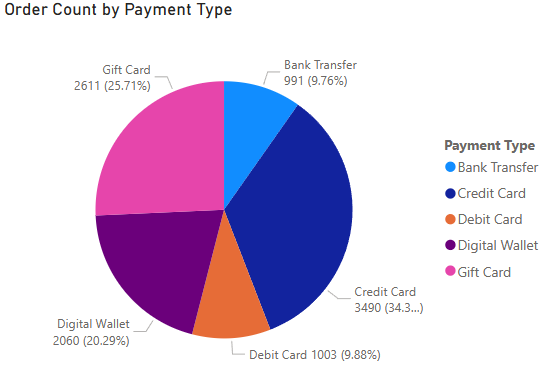 Order Count by Payment Type
Bank Transfer
991 (9.76%)
Gift Card
2611 (25.71%)
Payment Type
Bank Transfer
Credit Card
Debit Card
Digital Wallet
Gift Card
Credit Card
3490 (34.3...)
Digital Wallet
2060 (20.29%)
Debit Card 1003 (9.88%)